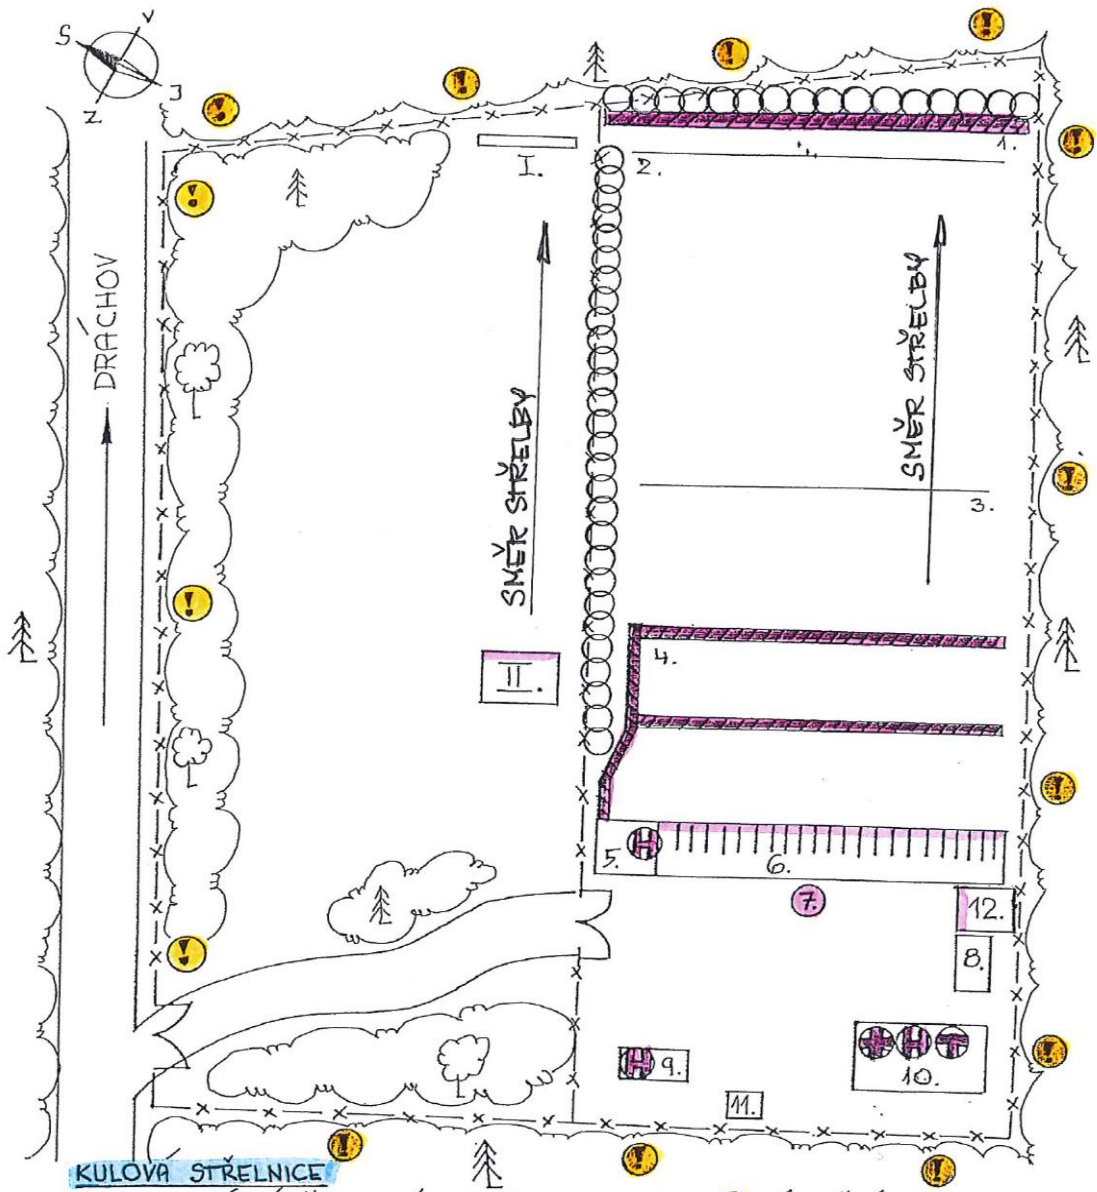 S
V
J
Z
!
!
!
!
I.
2.
1.
!
!
DRÁCHOV
SMĚR STŘELBY
SMĚR STŘELBY
3.
!
!
II.
4.
!
5.
H
6.
7.
12.
8.
!
H
9.
+
H
T
10.
!
11.
!
!
!
KULOVA STŘELNICE